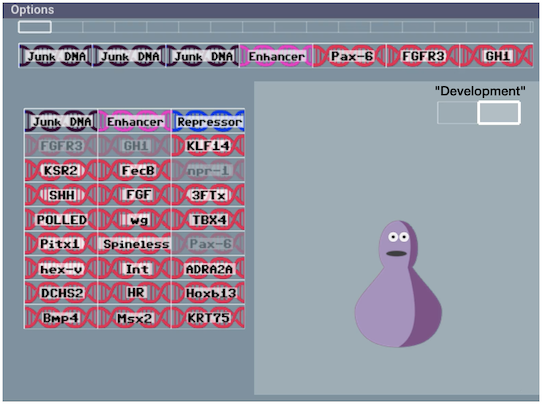 Options
Junk DNA Junk DNA Junk DNA Enhancer Pax-6 FGFR3 GH1
"Development"
Junk DNA Enhancer Repressor
FGFR3 GH1 KLF14
KSR2 FecB npr-1
SHH FGF 3FTx
POLLED wg TBX4
Pitx1 Spineless Pax-6
hex-v Int ADRA2A
DCHS2 HR Hoxb13
Bmp4 Msx2 KRT75